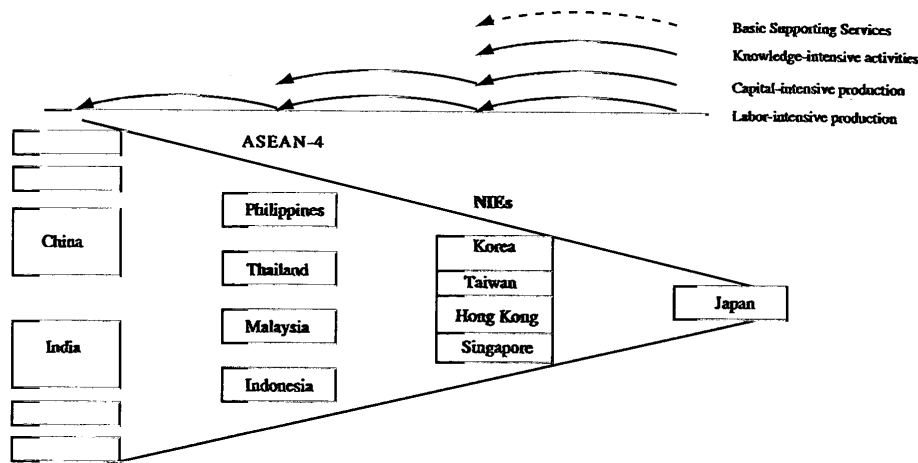 Basic Supporting Services
Knowledge-intensive activities
Capital-intensive production
Labor-intensive production
ASEAN-4
NIEs
Philippines
Korea
China
Thailand
Taiwan
Japan
Malaysia
Hong Kong
India
Singapore
Indonesia